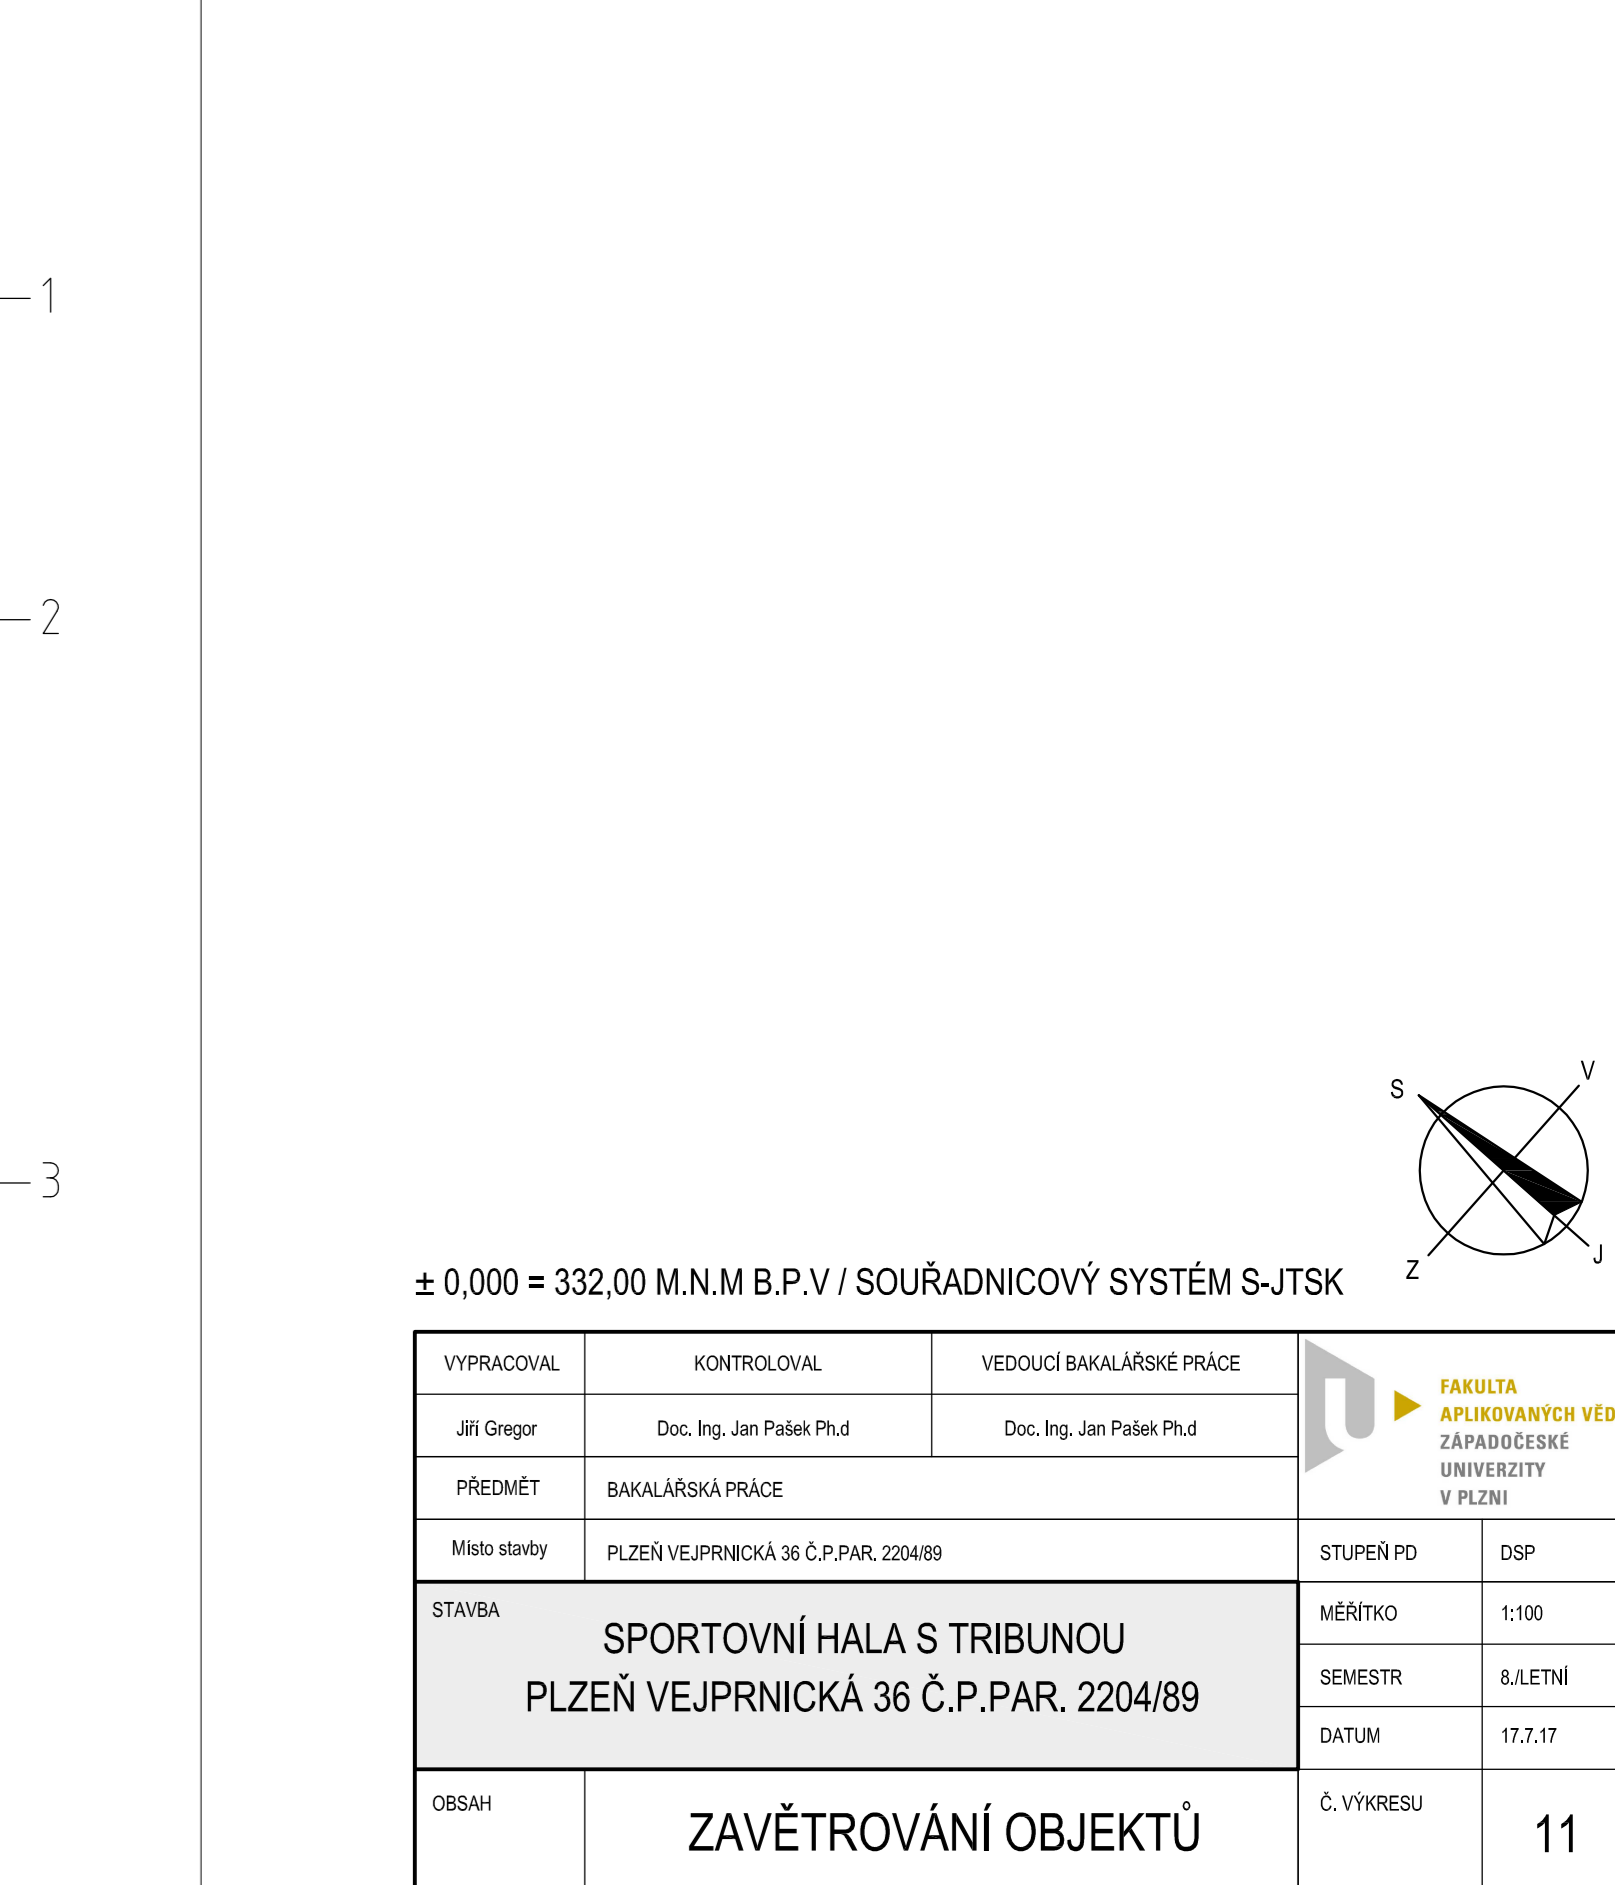 1
2
3
S
V
Z
J
± 0,000 = 332,00 M.N.M B.P.V / SOUŘADNICOVÝ SYSTÉM S-JTSK
VYPRACOVAL KONTROLOVAL VEDOUCÍ BAKALÁŘSKÉ PRÁCE
Jiří Gregor Doc. Ing. Jan Pašek Ph.d Doc. Ing. Jan Pašek Ph.d
FAKULTA
APLIKOVANÝCH VĚD
ZÁPADOČESKÉ
UNIVERZITY
V PLZNI
PŘEDMĚT BAKALÁŘSKÁ PRÁCE
Místo stavby PLZEŇ VEJPRNICKÁ 36 Č.P.PAR. 2204/89
STUPEŇ PD DSP
STAVBA
SPORTOVNÍ HALA S TRIBUNOU
PLZEŇ VEJPRNICKÁ 36 Č.P.PAR. 2204/89
MĚŘÍTKO 1:100
SEMESTR 8./LETNÍ
DATUM 17.7.17
OBSAH
ZAVĚTROVÁNÍ OBJEKTŮ
Č. VÝKRESU
11